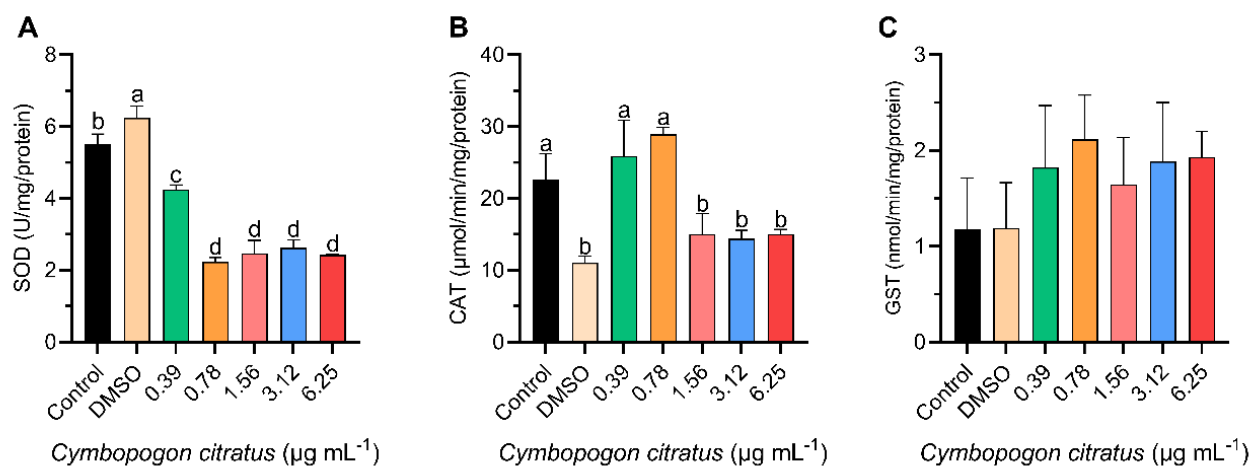 A
SOD (U/mg/protein)
8
6
4
2
0
b
a
c
d
d
d
d
Control
DMSO
0.39
0.78
1.56
3.12
6.25
Cymbopogon citratus (µg mL⁻¹)
B
CAT (µmol/min/mg/protein)
40
30
20
10
0
a
b
a
a
b
b
b
Control
DMSO
0.39
0.78
1.56
3.12
6.25
Cymbopogon citratus (µg mL⁻¹)
C
GST (nmol/min/mg/protein)
3
2
1
0
Control
DMSO
0.39
0.78
1.56
3.12
6.25
Cymbopogon citratus (µg mL⁻¹)